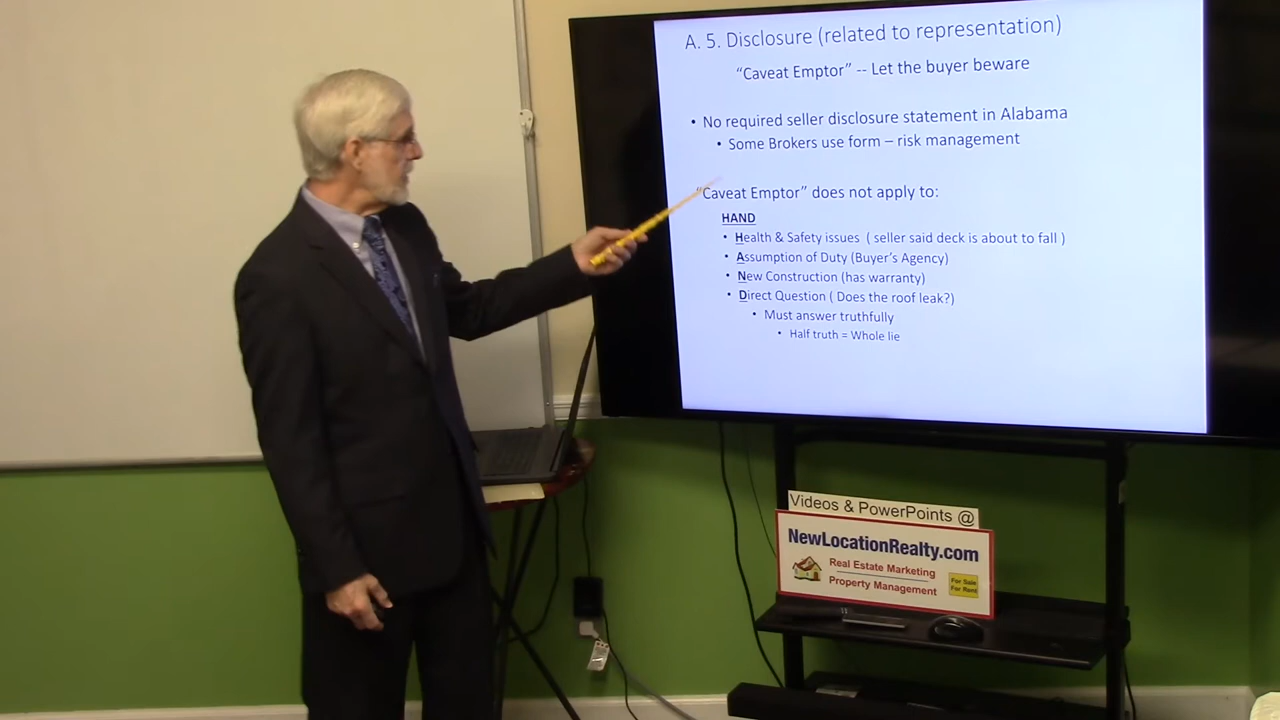 A. 5. Disclosure (related to representation)
“Caveat Emptor” -- Let the buyer beware
• No required seller disclosure statement in Alabama
• Some Brokers use form – risk management
“Caveat Emptor” does not apply to:
HAND
• Health & Safety issues ( seller said deck is about to fall )
• Assumption of Duty (Buyer’s Agency)
• New Construction (has warranty)
• Direct Question ( Does the roof leak?)
• Must answer truthfully
• Half truth = Whole lie
Videos & PowerPoints @
NewLocationRealty.com
Real Estate Marketing
Property Management
For Sale
For Rent